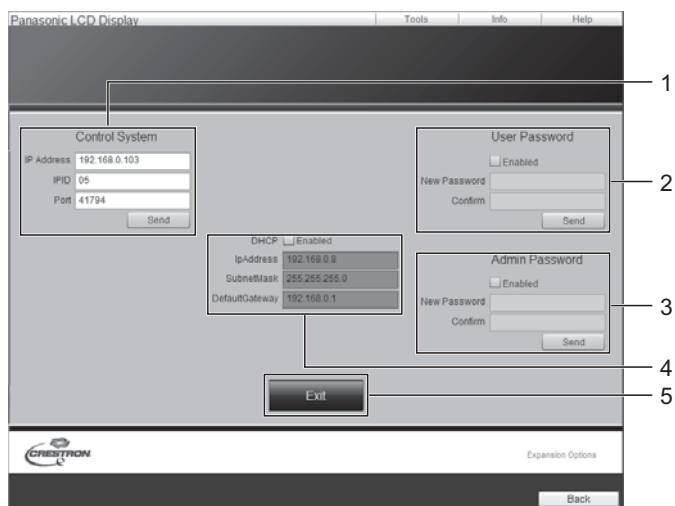 Panasonic LCD Display
Tools Info Help
1
Control System
IP Address 192.168.0.103
IPID 05
Port 41794
Send
User Password
Enabled
New Password
Confirm
Send
2
DHCP Enabled
IpAddress 192.168.0.8
SubnetMask 255.255.255.0
DefaultGateway 192.168.0.1
Admin Password
Enabled
New Password
Confirm
Send
3
4
Exit
5
CRESTRON
Expansion Options
Back